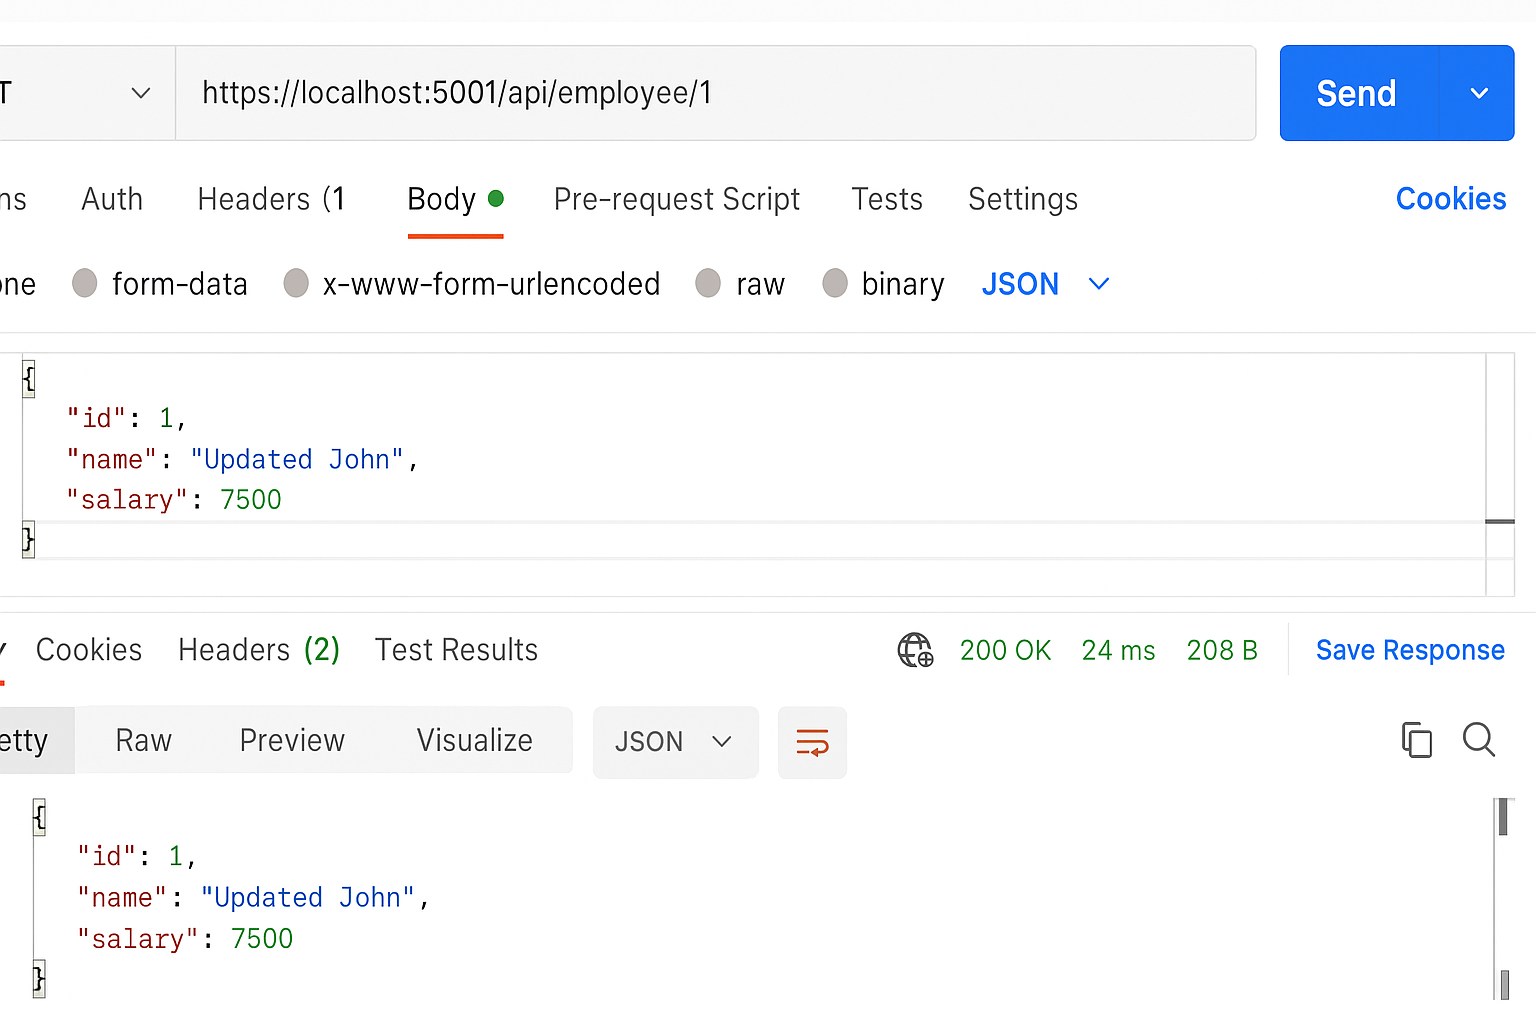 T https://localhost:5001/api/employee/1 Send
ns Auth Headers (1 Body Pre-request Script Tests Settings Cookies
one form-data x-www-form-urlencoded raw binary JSON
{
"id": 1,
"name": "Updated John",
"salary": 7500
}
y Cookies Headers (2) Test Results 200 OK 24 ms 208 B Save Response
etty Raw Preview Visualize JSON
{
"id": 1,
"name": "Updated John",
"salary": 7500
}